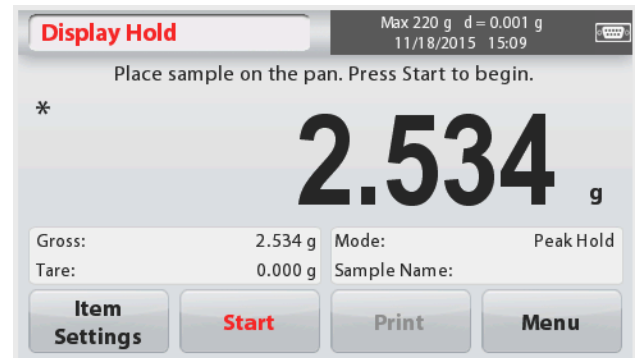 Display Hold
Max 220 g d = 0.001 g
11/18/2015 15:09
Place sample on the pan. Press Start to begin.
*
2.534 g
Gross: 2.534 g
Tare: 0.000 g
Mode: Peak Hold
Sample Name:
Item
Settings
Start
Print
Menu